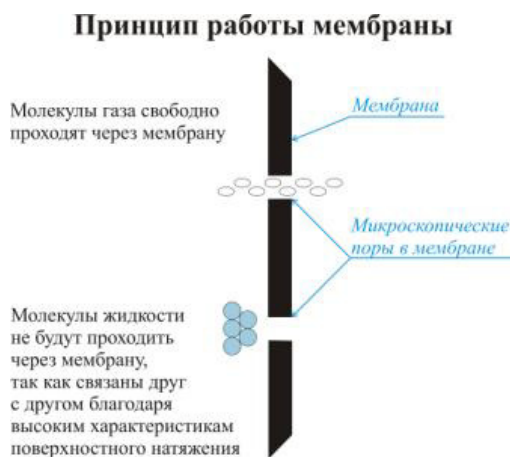 Принцип работы мембраны
Молекулы газа свободно
проходят через мембрану
Мембрана
Микроскопические
поры в мембране
Молекулы жидкости
не будут проходить
через мембрану,
так как связаны друг
с другом благодаря
высоким характеристикам
поверхностного натяжения